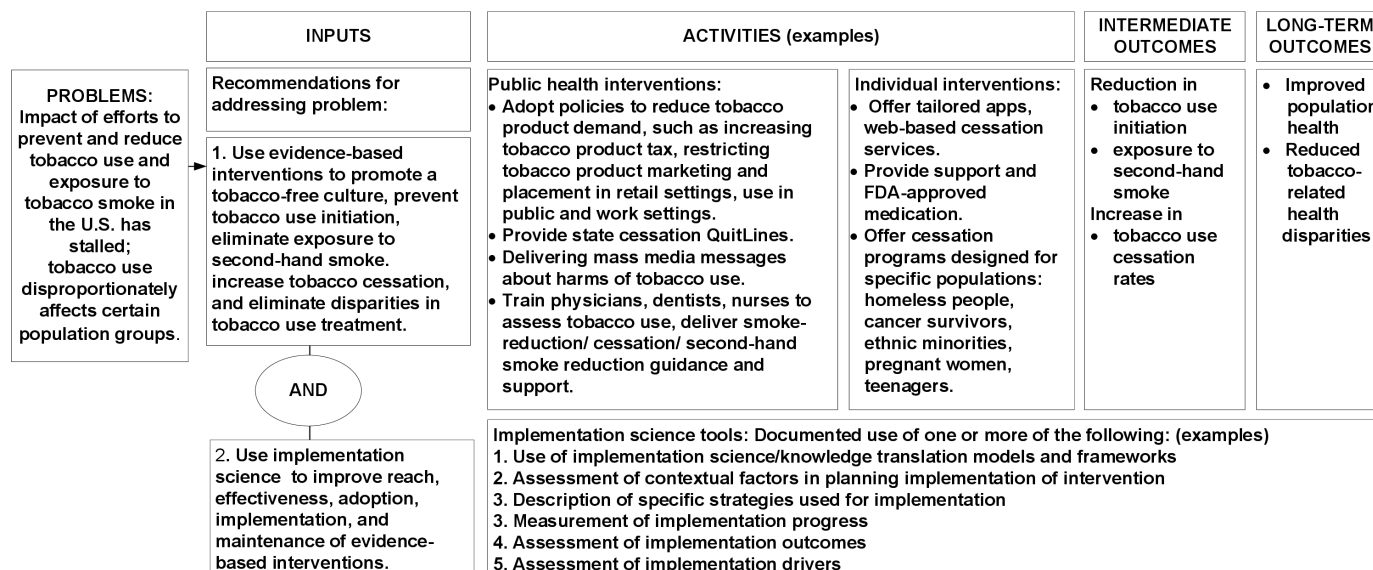 INPUTS
ACTIVITIES (examples)
INTERMEDIATE
OUTCOMES
LONG-TERM
OUTCOMES
PROBLEMS:
Impact of efforts to
prevent and reduce
tobacco use and
exposure to
tobacco smoke in
the U.S. has
stalled;
tobacco use
disproportionately
affects certain
population groups.
Recommendations for
addressing problem:
1. Use evidence-based
interventions to promote a
tobacco-free culture, prevent
tobacco use initiation,
eliminate exposure to
second-hand smoke.
increase tobacco cessation,
and eliminate disparities in
tobacco use treatment.
AND
2. Use implementation
science to improve reach,
effectiveness, adoption,
implementation, and
maintenance of evidence-
based interventions.
Public health interventions:
• Adopt policies to reduce tobacco
product demand, such as increasing
tobacco product tax, restricting
tobacco product marketing and
placement in retail settings, use in
public and work settings.
• Provide state cessation QuitLines.
• Delivering mass media messages
about harms of tobacco use.
• Train physicians, dentists, nurses to
assess tobacco use, deliver smoke-
reduction/ cessation/ second-hand
smoke reduction guidance and
support.
Individual interventions:
• Offer tailored apps,
web-based cessation
services.
• Provide support and
FDA-approved
medication.
• Offer cessation
programs designed for
specific populations:
homeless people,
cancer survivors,
ethnic minorities,
pregnant women,
teenagers.
Reduction in
• tobacco use
initiation
• exposure to
second-hand
smoke
Increase in
• tobacco use
cessation
rates
• Improved
population
health
• Reduced
tobacco-
related
health
disparities
Implementation science tools: Documented use of one or more of the following: (examples)
1. Use of implementation science/knowledge translation models and frameworks
2. Assessment of contextual factors in planning implementation of intervention
3. Description of specific strategies used for implementation
3. Measurement of implementation progress
4. Assessment of implementation outcomes
5. Assessment of implementation drivers